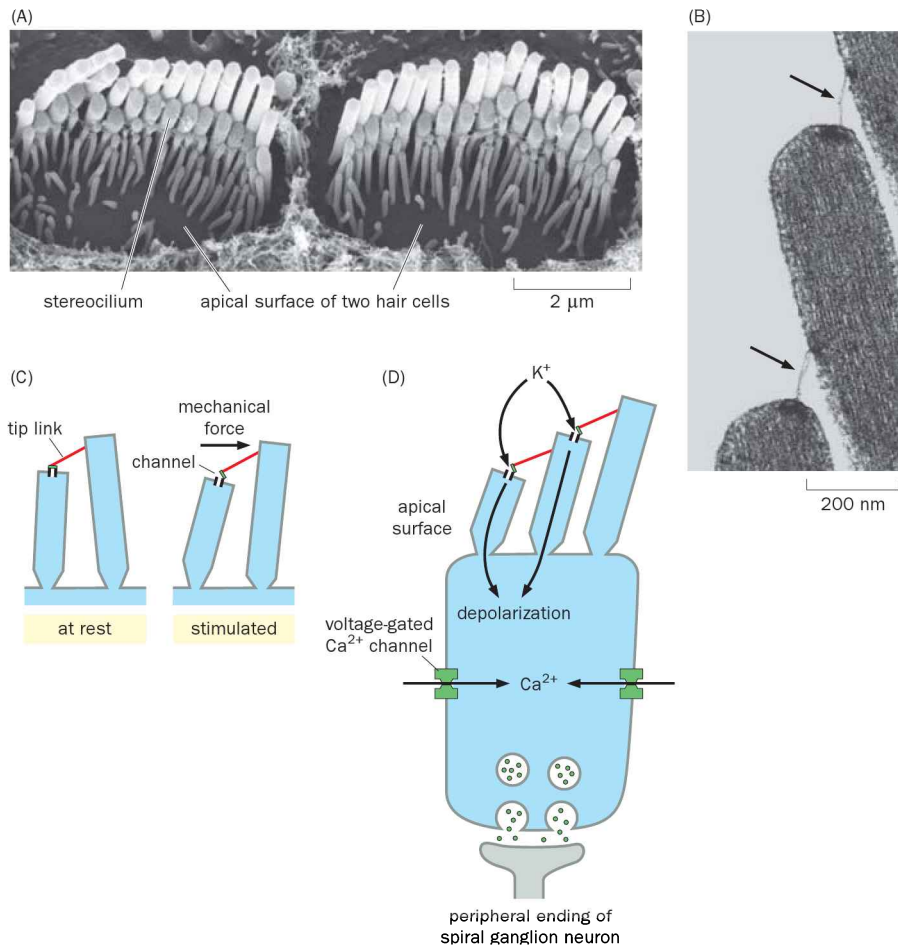 (A)
stereocilium
apical surface of two hair cells
2 μm
(B)
200 nm
(C)
tip link
mechanical
force
channel
at rest
stimulated
(D)
K⁺
apical
surface
depolarization
voltage-gated
Ca²⁺ channel
Ca²⁺
peripheral ending of
spiral ganglion neuron